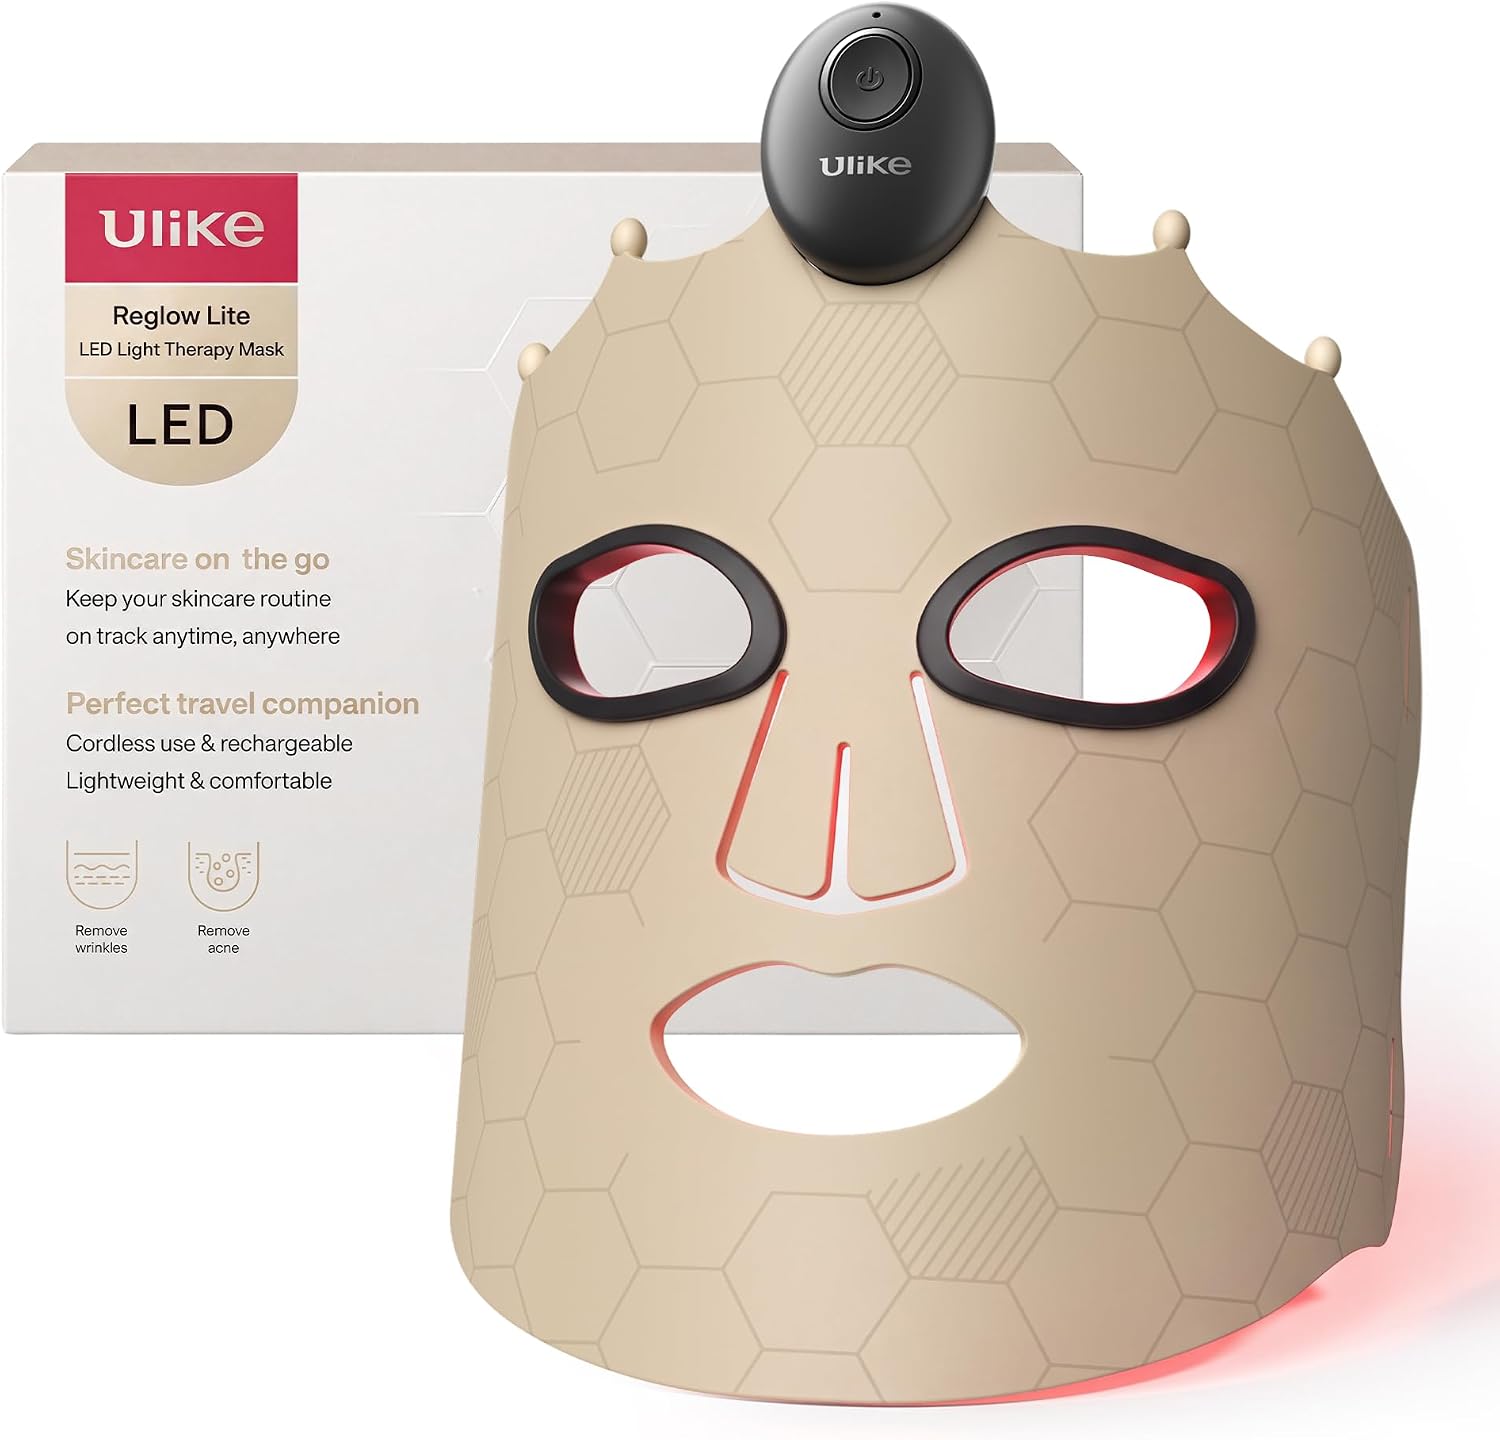 Ulike
Ulike
Reglow Lite
LED Light Therapy Mask
LED
Skincare on the go
Keep your skincare routine
on track anytime, anywhere
Perfect travel companion
Cordless use & rechargeable
Lightweight & comfortable
Remove
wrinkles
Remove
acne